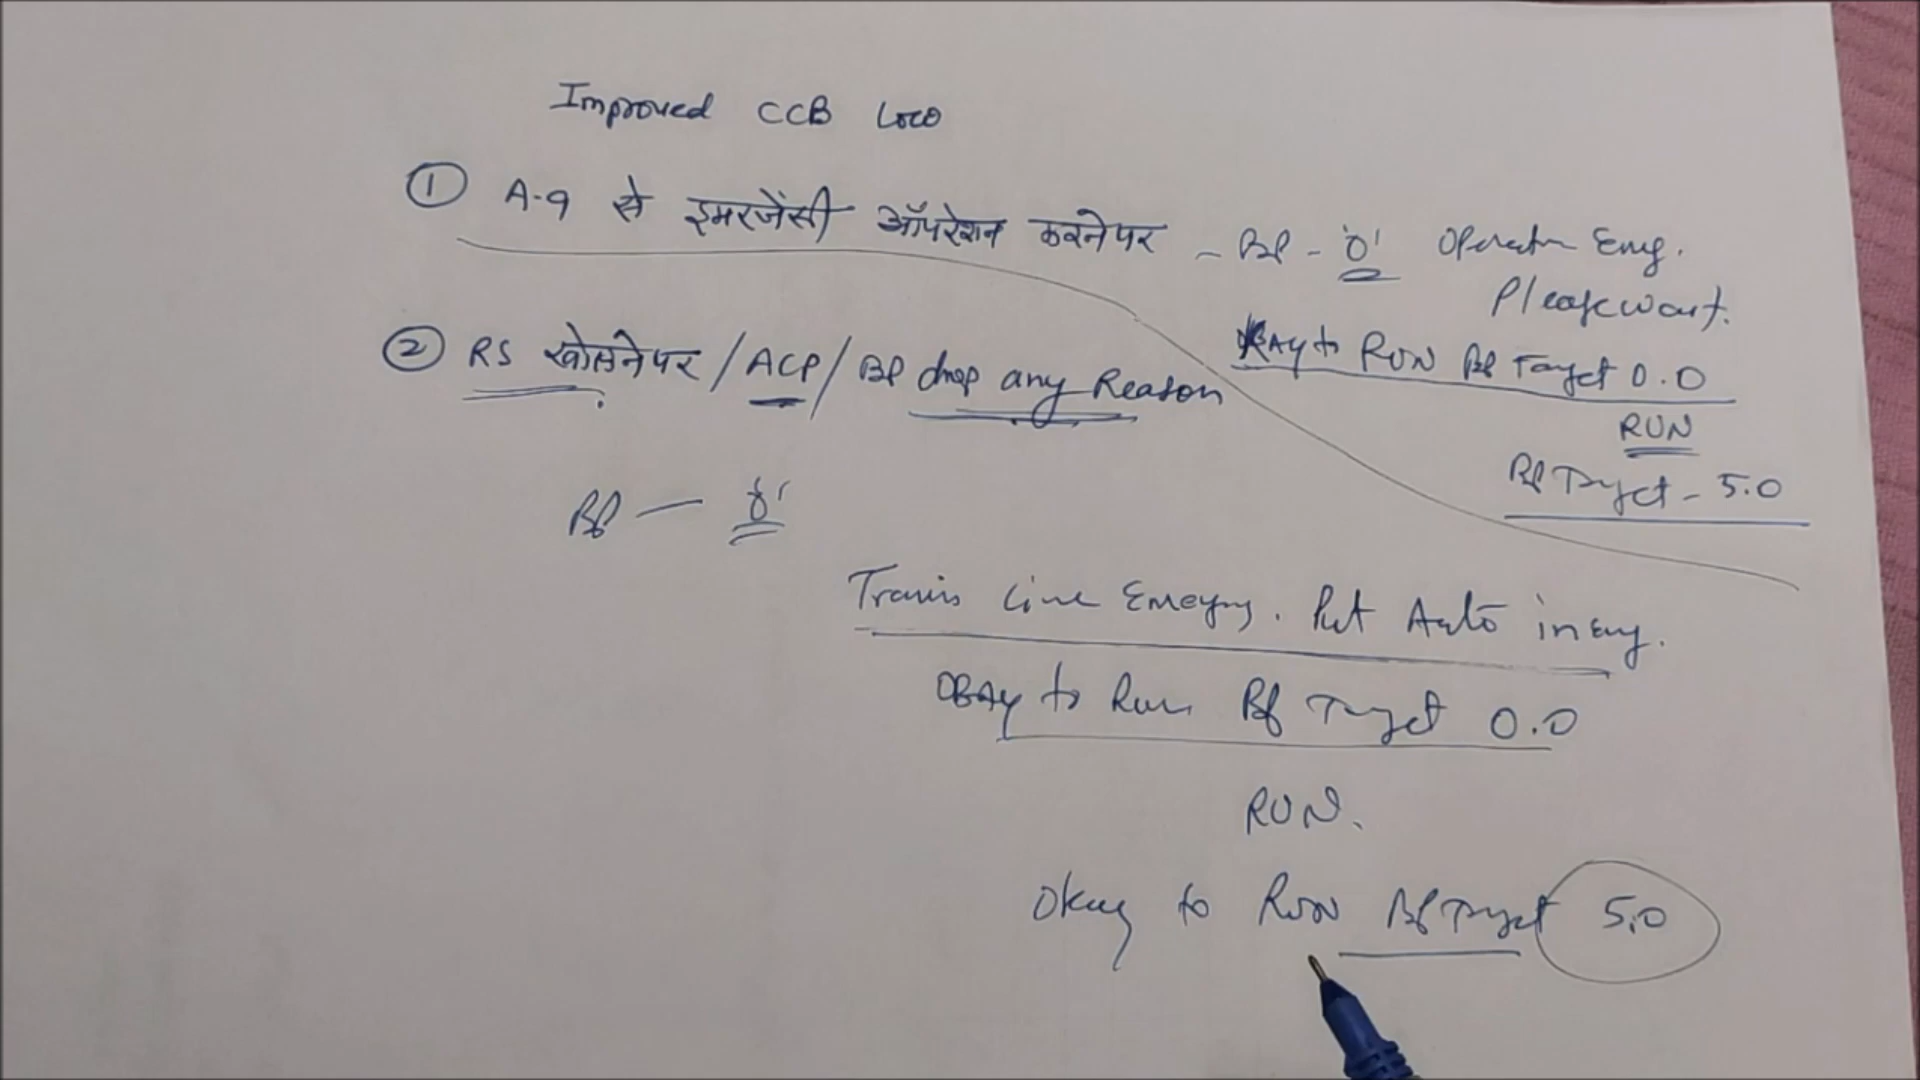 Improved CCB Loco
① A-9 से इमरजेंसी ऑपरेशन करनेपर - BP - '0' Operator Emg.
Please wait.
OKAY to RUN BP Target 0.0
RUN
BP Target - 5.0
② RS खोलनेपर / ACP / BP drop any Reason
BP — '0'
Train Line Emergency. Put Auto in emg.
OKAY to Run BP Target 0.0
RUN.
Okay to RUN BP Target 5.0